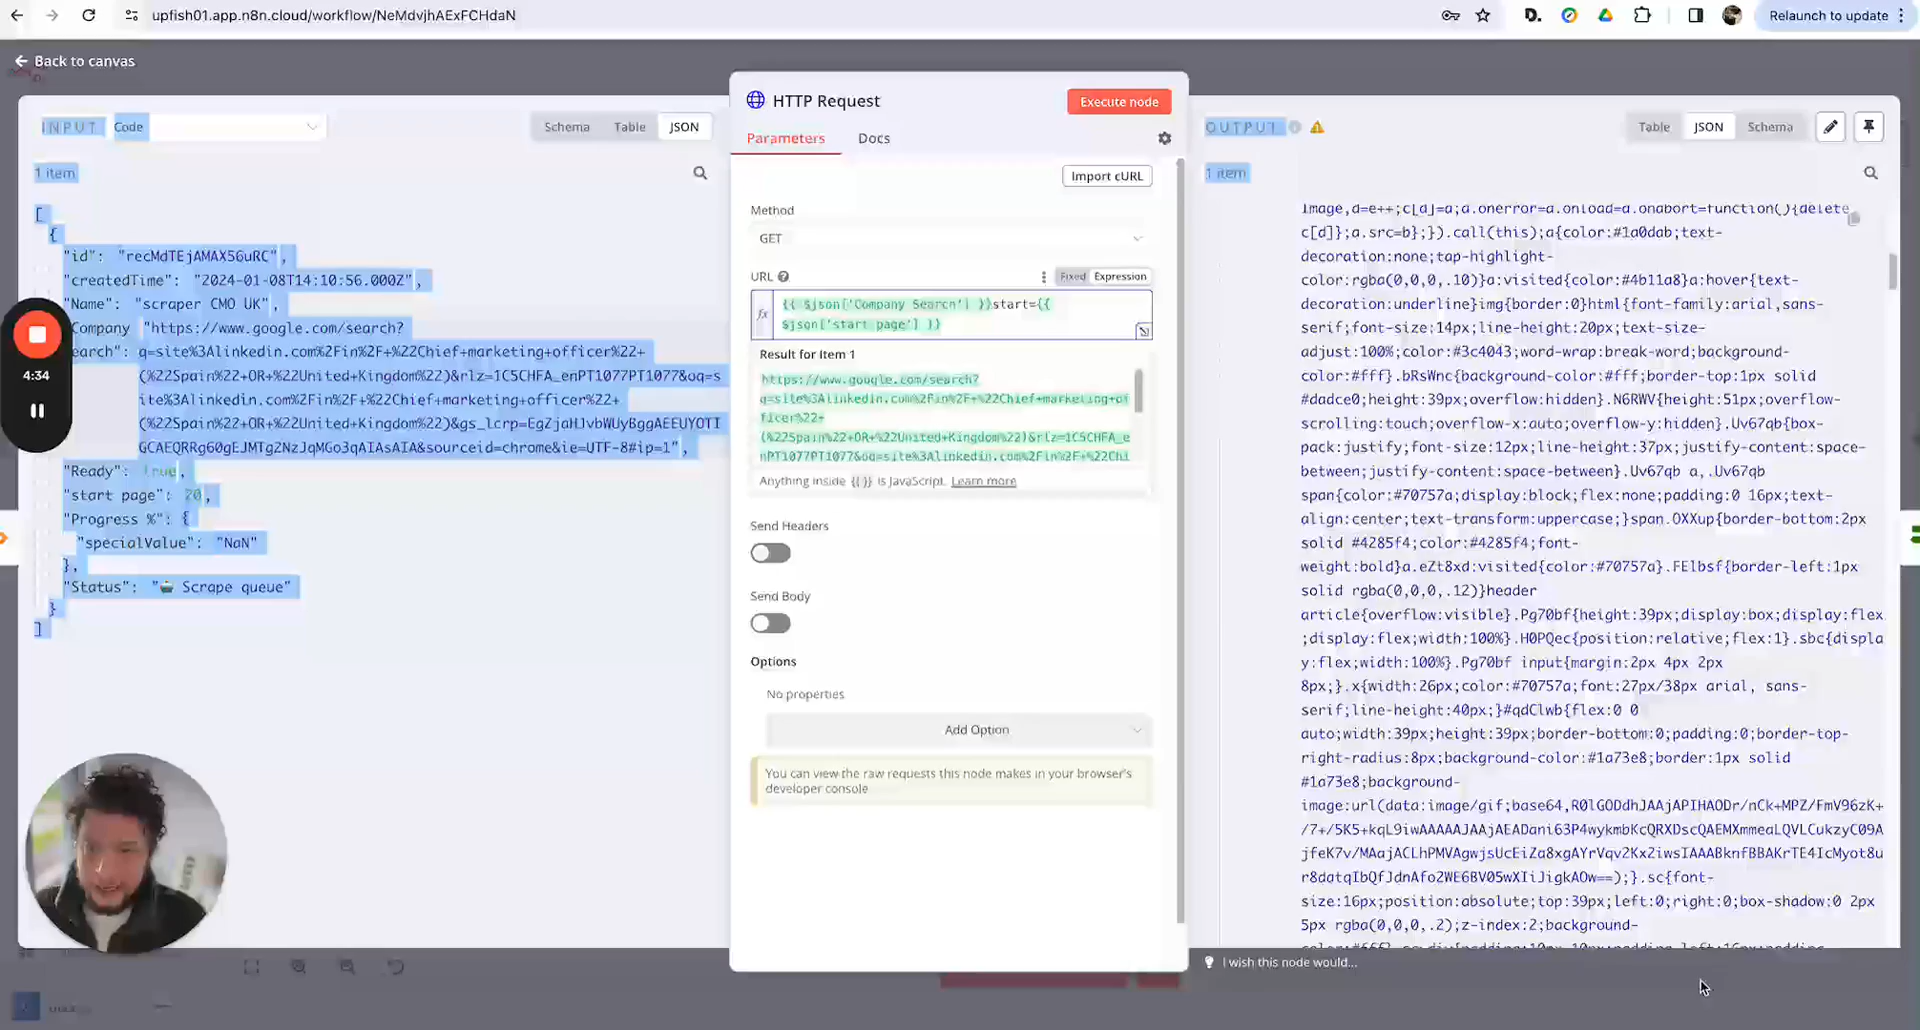 upfish01.app.n8n.cloud/workflow/NeMdvjhAExFCHdaN
D.
Relaunch to update
Back to canvas
INPUT
Code
Schema
Table
JSON
1 item
[
{
"id": "recMdTEjAMAX56uRC",
"createdTime": "2024-01-08T14:10:56.000Z",
"Name": "scraper CMO UK",
Company "https://www.google.com/search?
earch": q=site%3Alinkedin.com%2Fin%2F+%22Chief+marketing+officer%22+
(%22Spain%22+OR+%22United+Kingdom%22)&rlz=1C5CHFA_enPT1077PT1077&oq=s
ite%3Alinkedin.com%2Fin%2F+%22Chief+marketing+officer%22+
(%22Spain%22+OR+%22United+Kingdom%22)&gs_lcrp=EgZjaHJvbWUyBggAEEUYOTI
GCAEQRRg60gEJMTg2NzJqMGo3qAIAsAIA&sourceid=chrome&ie=UTF-8#ip=1",
"Ready": true,
"start page": 20,
"Progress %": {
"specialValue": "NaN"
},
"Status": "🤖 Scrape queue"
}
]
4:34
HTTP Request
Execute node
Parameters
Docs
Import cURL
Method
GET
URL
Fixed
Expression
fx
{{ $json['Company Search'] }}start={{
$json['start page'] }}
Result for Item 1
https://www.google.com/search?
q=site%3Alinkedin.com%2Fin%2F+%22Chief+marketing+of
ficer%22+
(%22Spain%22+OR+%22United+Kingdom%22)&rlz=1C5CHFA_e
nPT1077PT1077&oq=site%3Alinkedin.com%2Fin%2F+%22Chi
Anything inside {{ }} is JavaScript. Learn more
Send Headers
Send Body
Options
No properties
Add Option
You can view the raw requests this node makes in your browser's
developer console
OUTPUT
Table
JSON
Schema
1 item
Image,d=e++;c[d]=a;a.onerror=a.onload=a.onabort=function(){delete
c[d]};a.src=b};}).call(this);a{color:#1a0dab;text-
decoration:none;tap-highlight-
color:rgba(0,0,0,.10)}a:visited{color:#4b11a8}a:hover{text-
decoration:underline}img{border:0}html{font-family:arial,sans-
serif;font-size:14px;line-height:20px;text-size-
adjust:100%;color:#3c4043;word-wrap:break-word;background-
color:#fff}.bRsWnc{background-color:#fff;border-top:1px solid
#dadce0;height:39px;overflow:hidden}.N6RWV{height:51px;overflow-
scrolling:touch;overflow-x:auto;overflow-y:hidden}.Uv67qb{box-
pack:justify;font-size:12px;line-height:37px;justify-content:space-
between;justify-content:space-between}.Uv67qb a,.Uv67qb
span{color:#70757a;display:block;flex:none;padding:0 16px;text-
align:center;text-transform:uppercase;}span.OXXup{border-bottom:2px
solid #4285f4;color:#4285f4;font-
weight:bold}a.eZt8xd:visited{color:#70757a}.FElbsf{border-left:1px
solid rgba(0,0,0,.12)}header
article{overflow:visible}.Pg70bf{height:39px;display:box;display:flex
;display:flex;width:100%}.H0PQec{position:relative;flex:1}.sbc{displa
y:flex;width:100%}.Pg70bf input{margin:2px 4px 2px
8px;}.x{width:26px;color:#70757a;font:27px/38px arial, sans-
serif;line-height:40px;}#qdClwb{flex:0 0
auto;width:39px;height:39px;border-bottom:0;padding:0;border-top-
right-radius:8px;background-color:#1a73e8;border:1px solid
#1a73e8;background-
image:url(data:image/gif;base64,R0lGODdhJAAjAPIHAODr/nCk+MPZ/FmV96zK+
/7+/5K5+kqL9iwAAAAAJAAjAEADani63P4wykmbKcQRXDscQAEMXmmeaLQVLCukzyC09A
jfeK7v/MAajACLhPMVAgwjsUcEiZa8xgAYrVqv2Kx2iwsIAAABknfBBAKrTE4IcMyot8u
r8datqIbQfJdnAfo2WE6BV05wXIiJigkAOw==);}.sc{font-
size:16px;position:absolute;top:39px;left:0;right:0;box-shadow:0 2px
5px rgba(0,0,0,.2);z-index:2;background-
I wish this node would...